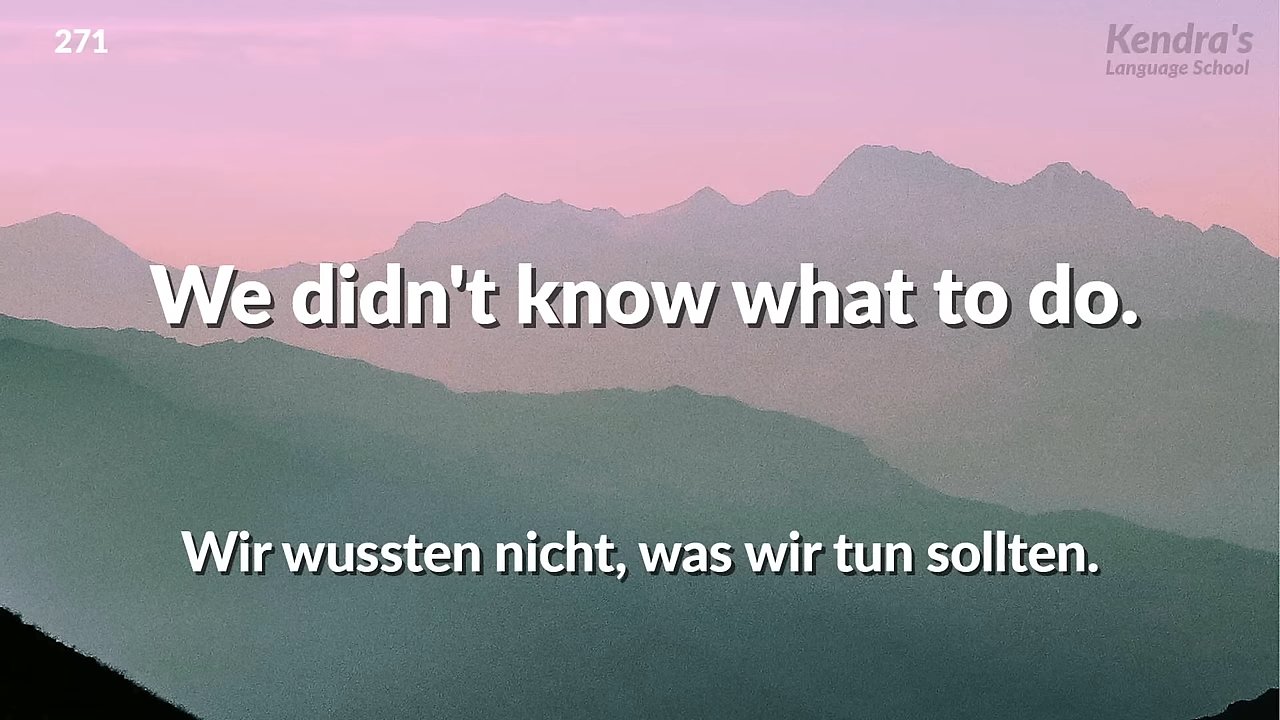 271
Kendra's
Language School
We didn't know what to do.
Wir wussten nicht, was wir tun sollten.